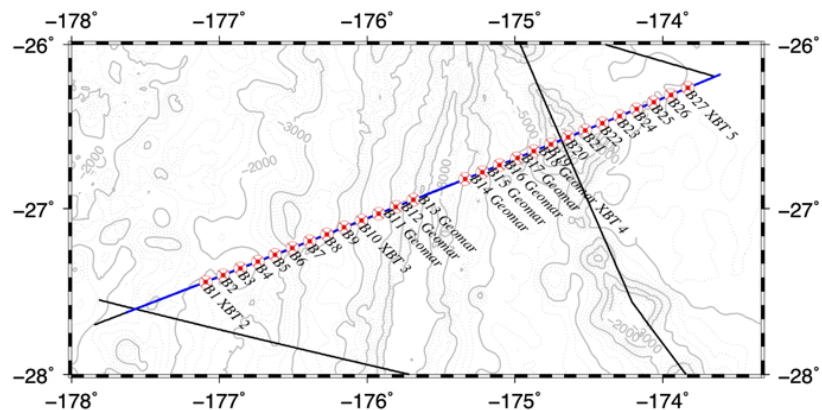 −178° −177° −176° −175° −174°
−26° −26°
−27° −27°
−28° −28°
−178° −177° −176° −175° −174°
−2000
−3000
−2000
−5000
−2000
−3000
B1 XBT 2
B2
B3
B4
B5
B6
B7
B8
B9
B10 XBT 3
B11 Geomar
B12 Geomar
B13 Geomar
B14 Geomar
B15 Geomar
B16 Geomar
B17 Geomar
B18 Geomar XBT 4
B19
B20
B21
B22
B23
B24
B25
B26
B27 XBT 5